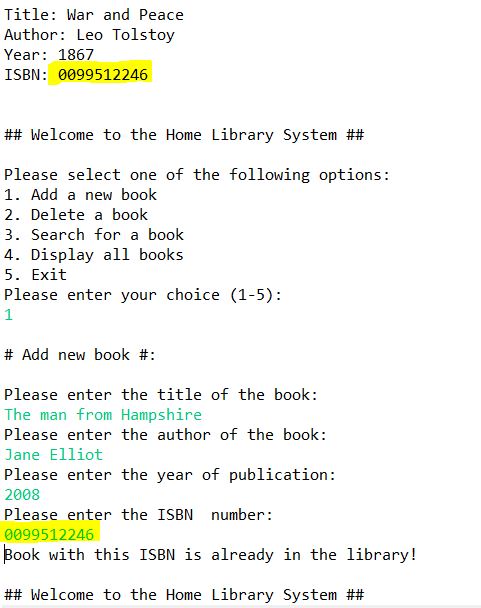 Title: War and Peace
Author: Leo Tolstoy
Year: 1867
ISBN: 0099512246
## Welcome to the Home Library System ##
Please select one of the following options:
1. Add a new book
2. Delete a book
3. Search for a book
4. Display all books
5. Exit
Please enter your choice (1-5):
1
# Add new book #:
Please enter the title of the book:
The man from Hampshire
Please enter the author of the book:
Jane Elliot
Please enter the year of publication:
2008
Please enter the ISBN  number:
0099512246
Book with this ISBN is already in the library!
## Welcome to the Home Library System ##